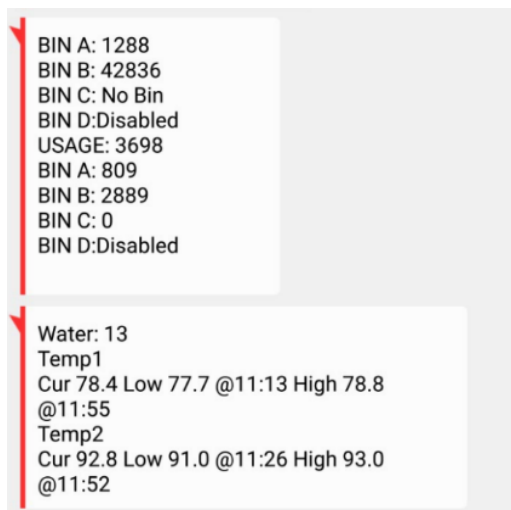 BIN A: 1288
BIN B: 42836
BIN C: No Bin
BIN D:Disabled
USAGE: 3698
BIN A: 809
BIN B: 2889
BIN C: 0
BIN D:Disabled
Water: 13
Temp1
Cur 78.4 Low 77.7 @11:13 High 78.8
@11:55
Temp2
Cur 92.8 Low 91.0 @11:26 High 93.0
@11:52